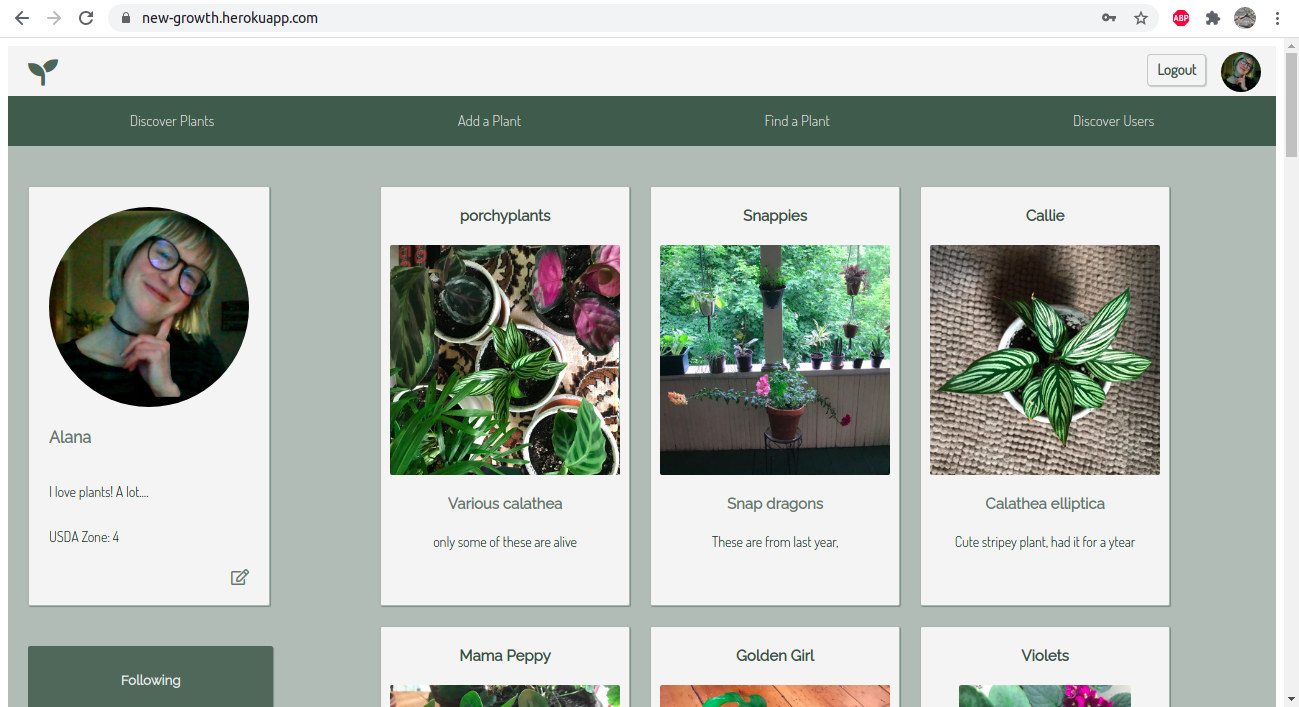 new-growth.herokuapp.com
ABP
Logout
Discover Plants
Add a Plant
Find a Plant
Discover Users
Alana
I love plants! A lot....
USDA Zone: 4
Following
porchyplants
Various calathea
only some of these are alive
Snappies
Snap dragons
These are from last year,
Callie
Calathea elliptica
Cute stripey plant, had it for a ytear
Mama Peppy
Golden Girl
Violets